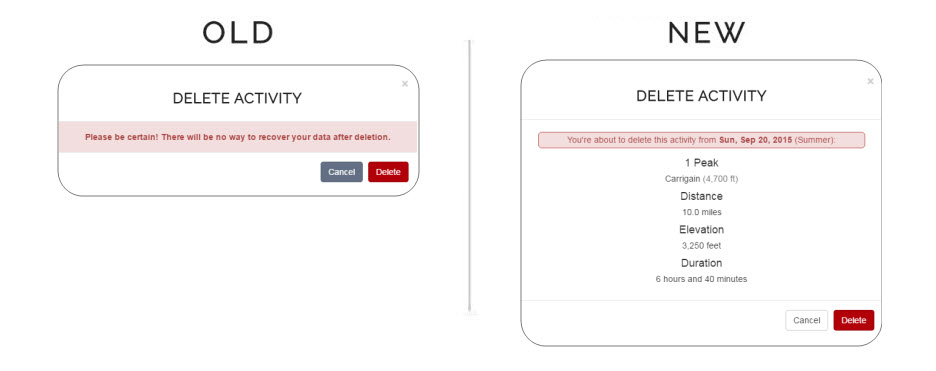 OLD
×
DELETE ACTIVITY
Please be certain! There will be no way to recover your data after deletion.
Cancel Delete
NEW
×
DELETE ACTIVITY
You're about to delete this activity from Sun, Sep 20, 2015 (Summer):
1 Peak
Carrigain (4,700 ft)
Distance
10.0 miles
Elevation
3,250 feet
Duration
6 hours and 40 minutes
Cancel Delete